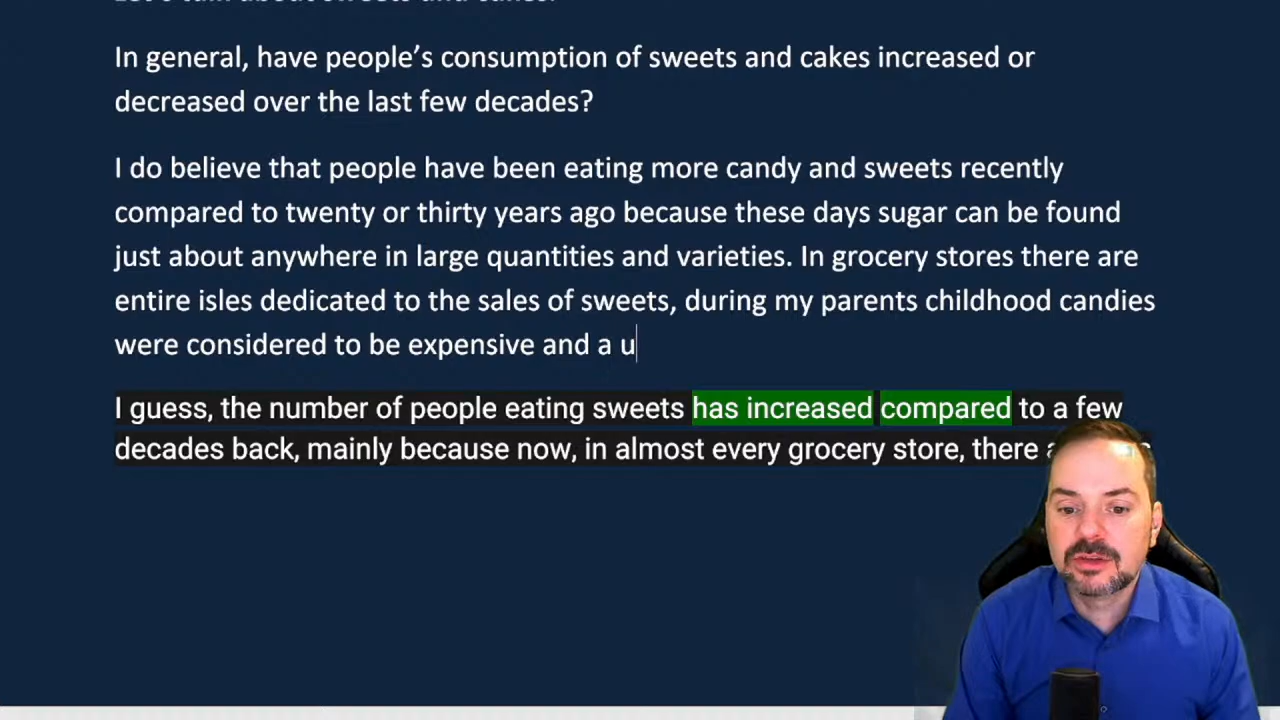 In general, have people's consumption of sweets and cakes increased or
decreased over the last few decades?
I do believe that people have been eating more candy and sweets recently
compared to twenty or thirty years ago because these days sugar can be found
just about anywhere in large quantities and varieties. In grocery stores there are
entire isles dedicated to the sales of sweets, during my parents childhood candies
were considered to be expensive and a u
I guess, the number of people eating sweets has increased compared to a few
decades back, mainly because now, in almost every grocery store, there